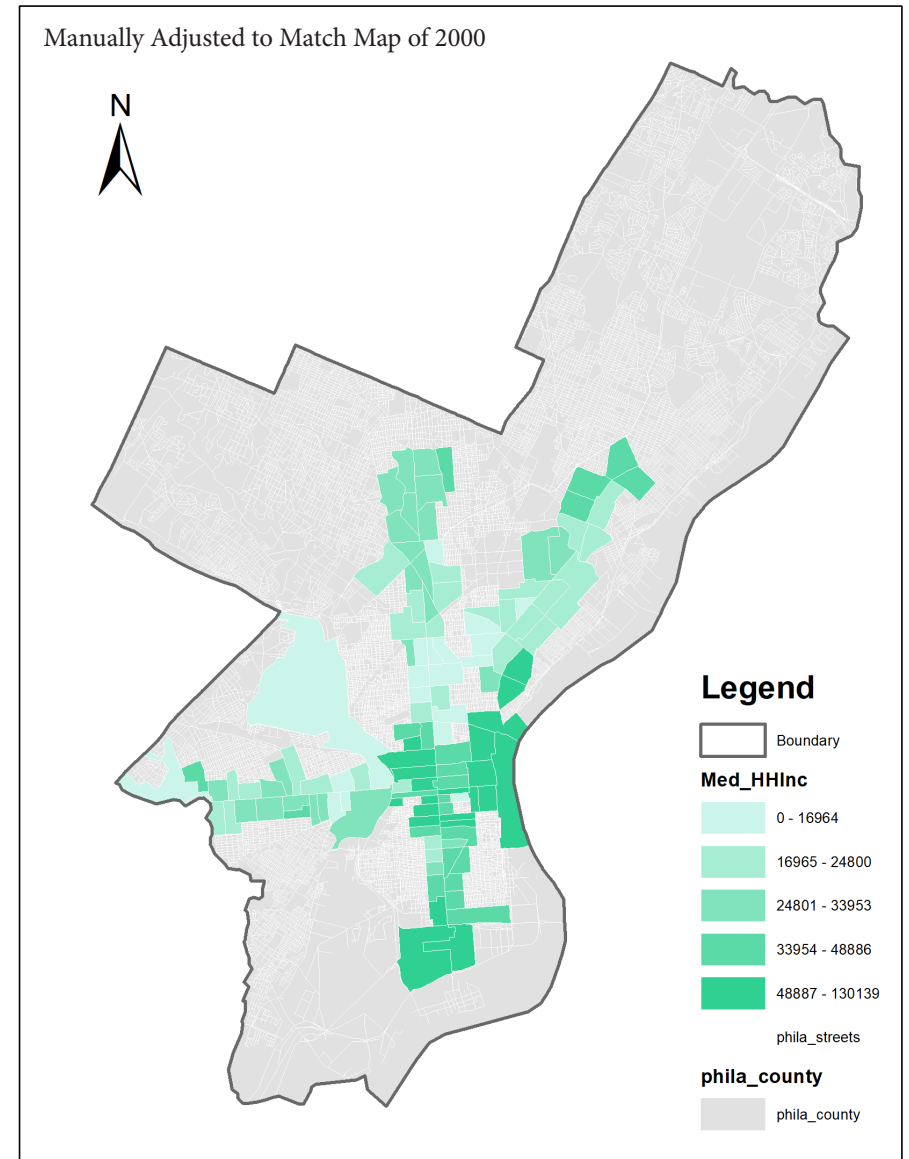 Manually Adjusted to Match Map of 2000
N
Legend
Boundary
Med_HHInc
0 - 16964
16965 - 24800
24801 - 33953
33954 - 48886
48887 - 130139
phila_streets
phila_county
phila_county